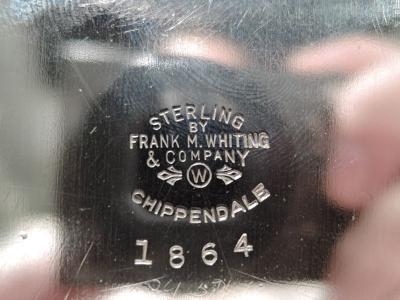 STERLING
BY
FRANK M. WHITING
& COMPANY
W
CHIPPENDALE
1864